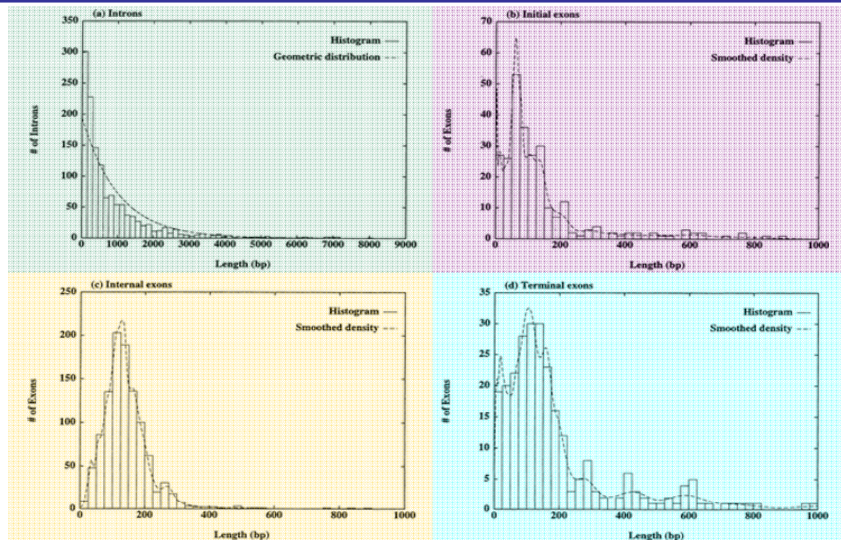 (a) Introns
350
300
250
200
150
100
50
0
# of Introns
Histogram
Geometric distribution
0 1000 2000 3000 4000 5000 6000 7000 8000 9000
Length (bp)
(b) Initial exons
70
60
50
40
30
20
10
0
# of Exons
Histogram
Smoothed density
0 200 400 600 800 1000
Length (bp)
(c) Internal exons
250
200
150
100
50
0
# of Exons
Histogram
Smoothed density
0 200 400 600 800 1000
Length (bp)
(d) Terminal exons
35
30
25
20
15
10
5
0
# of Exons
Histogram
Smoothed density
0 200 400 600 800 1000
Length (bp)